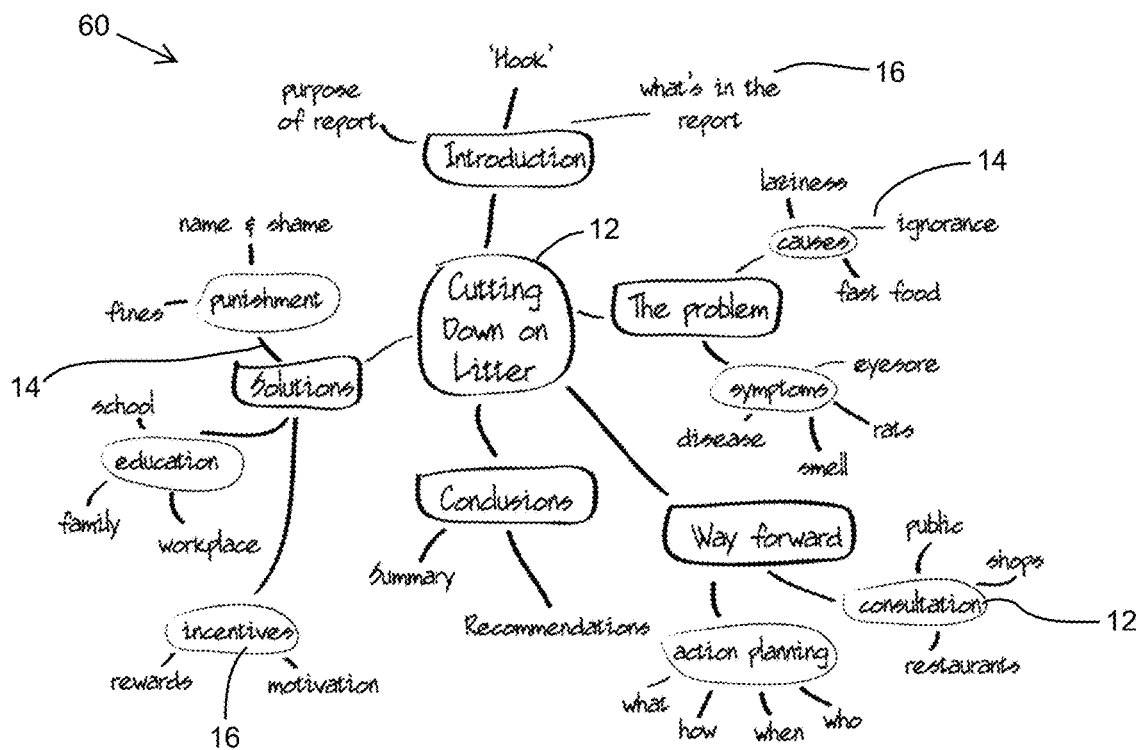 60
'Hook'
purpose
of report
what's in the
report
16
Introduction
laziness
14
causes
ignorance
fast food
name & shame
punishment
fines
12
Cutting
Down on
Litter
The problem
14
Solutions
symptoms
eyesore
disease
rats
smell
school
education
family
workplace
Conclusions
Summary
Recommendations
Way forward
public
shops
consultation
12
restaurants
incentives
rewards
motivation
16
action planning
what
how
when
who